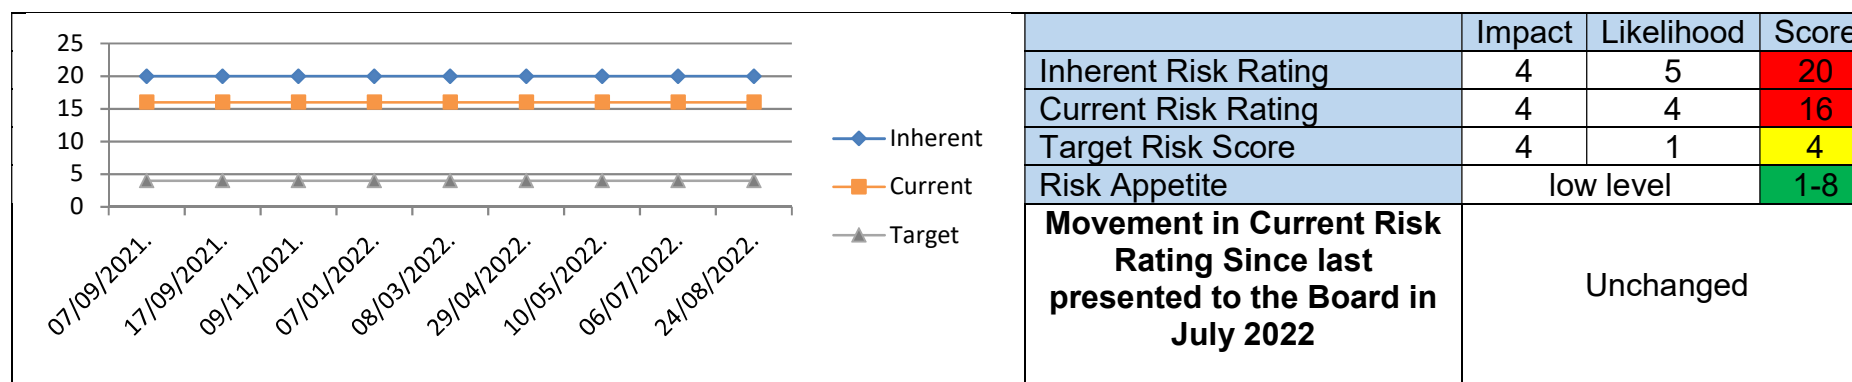 25
20
15
10
5
0
07/09/2021.
17/09/2021.
09/11/2021.
07/01/2022.
08/03/2022.
29/04/2022.
10/05/2022.
06/07/2022.
24/08/2022.
Inherent
Current
Target
Impact Likelihood Score
Inherent Risk Rating 4 5 20
Current Risk Rating 4 4 16
Target Risk Score 4 1 4
Risk Appetite low level 1-8
Movement in Current Risk
Rating Since last
presented to the Board in
July 2022
Unchanged